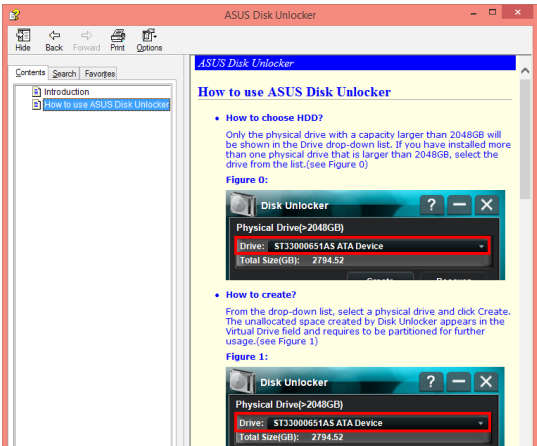 ASUS Disk Unlocker
Hide Back Forward Print Options
Contents Search Favorites
Introduction
How to use ASUS Disk Unlocker
ASUS Disk Unlocker
How to use ASUS Disk Unlocker
How to choose HDD?
Only the physical drive with a capacity larger than 2048GB will
be shown in the Drive drop-down list. If you have installed more
than one physical drive that is larger than 2048GB, select the
drive from the list.(see Figure 0)
Figure 0:
Disk Unlocker
Physical Drive(>2048GB)
Drive: ST33000651AS ATA Device
Total Size(GB): 2794.52
How to create?
From the drop-down list, select a physical drive and click Create.
The unallocated space created by Disk Unlocker appears in the
Virtual Drive field and requires to be partitioned for further
usage.(see Figure 1)
Figure 1:
Disk Unlocker
Physical Drive(>2048GB)
Drive: ST33000651AS ATA Device
Total Size(GB): 2794.52